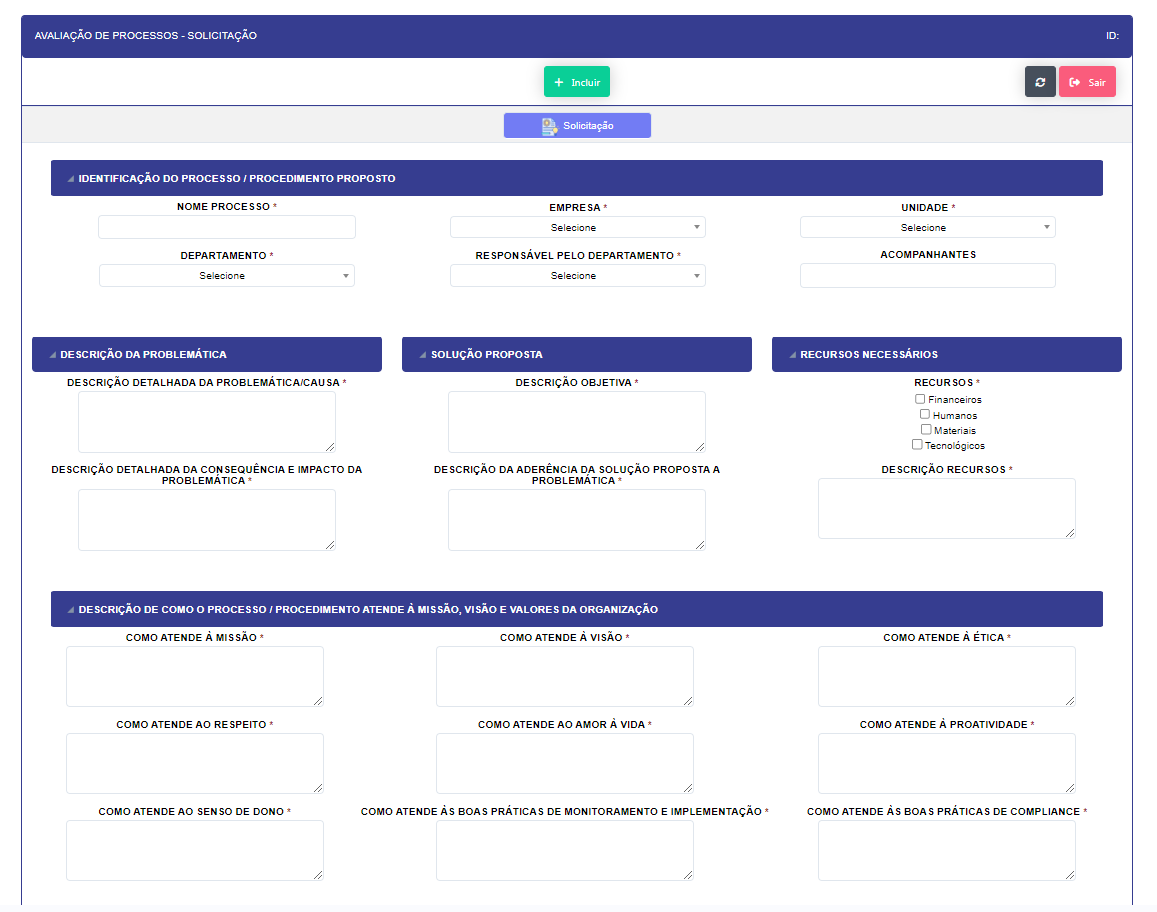 AVALIAÇÃO DE PROCESSOS - SOLICITAÇÃO ID:
+ Incluir Sair
Solicitação
IDENTIFICAÇÃO DO PROCESSO / PROCEDIMENTO PROPOSTO
NOME PROCESSO * EMPRESA * UNIDADE *
Selecione Selecione
DEPARTAMENTO * RESPONSÁVEL PELO DEPARTAMENTO * ACOMPANHANTES
Selecione Selecione
DESCRIÇÃO DA PROBLEMÁTICA
DESCRIÇÃO DETALHADA DA PROBLEMÁTICA/CAUSA *
DESCRIÇÃO DETALHADA DA CONSEQUÊNCIA E IMPACTO DA
PROBLEMÁTICA *
SOLUÇÃO PROPOSTA
DESCRIÇÃO OBJETIVA *
DESCRIÇÃO DA ADERÊNCIA DA SOLUÇÃO PROPOSTA A
PROBLEMÁTICA *
RECURSOS NECESSÁRIOS
RECURSOS *
Financeiros
Humanos
Materiais
Tecnológicos
DESCRIÇÃO RECURSOS *
DESCRIÇÃO DE COMO O PROCESSO / PROCEDIMENTO ATENDE À MISSÃO, VISÃO E VALORES DA ORGANIZAÇÃO
COMO ATENDE À MISSÃO * COMO ATENDE À VISÃO * COMO ATENDE À ÉTICA *
COMO ATENDE AO RESPEITO * COMO ATENDE AO AMOR À VIDA * COMO ATENDE À PROATIVIDADE *
COMO ATENDE AO SENSO DE DONO * COMO ATENDE ÀS BOAS PRÁTICAS DE MONITORAMENTO E IMPLEMENTAÇÃO * COMO ATENDE ÀS BOAS PRÁTICAS DE COMPLIANCE *